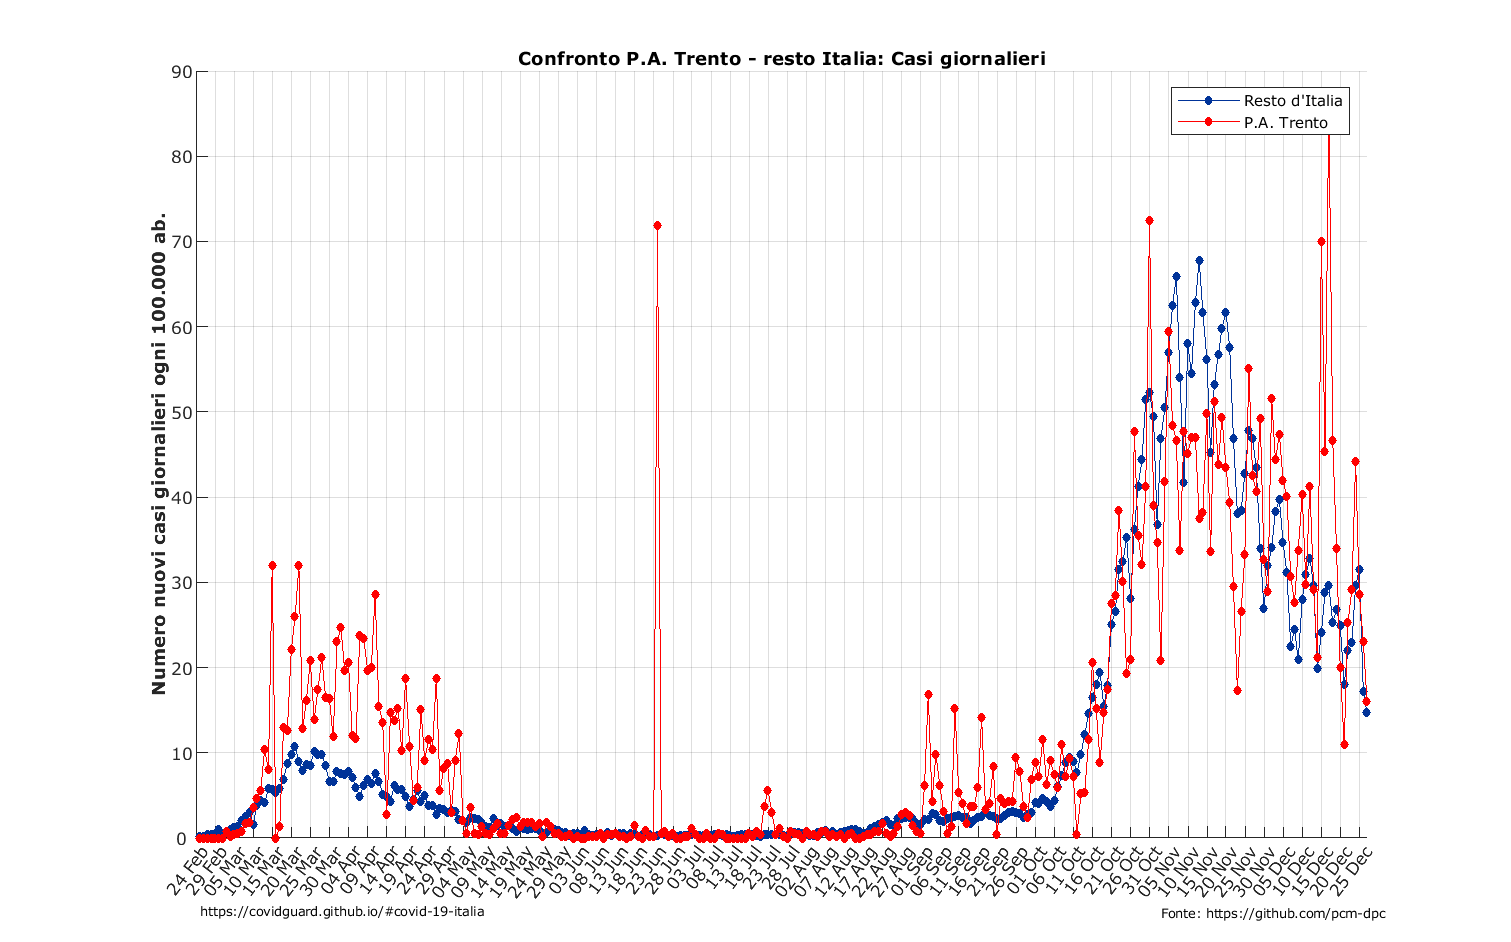 Confronto P.A. Trento - resto Italia: Casi giornalieri
Numero nuovi casi giornalieri ogni 100.000 ab.
90
80
70
60
50
40
30
20
10
0
Resto d'Italia
P.A. Trento
24 Feb
29 Feb
05 Mar
10 Mar
15 Mar
20 Mar
25 Mar
30 Mar
04 Apr
09 Apr
14 Apr
19 Apr
24 Apr
29 Apr
04 May
09 May
14 May
19 May
24 May
29 May
03 Jun
08 Jun
13 Jun
18 Jun
23 Jun
28 Jun
03 Jul
08 Jul
13 Jul
18 Jul
23 Jul
28 Jul
02 Aug
07 Aug
12 Aug
17 Aug
22 Aug
27 Aug
01 Sep
06 Sep
11 Sep
16 Sep
21 Sep
26 Sep
01 Oct
06 Oct
11 Oct
16 Oct
21 Oct
26 Oct
31 Oct
05 Nov
10 Nov
15 Nov
20 Nov
25 Nov
30 Nov
05 Dec
10 Dec
15 Dec
20 Dec
25 Dec
https://covidguard.github.io/#covid-19-italia
Fonte: https://github.com/pcm-dpc